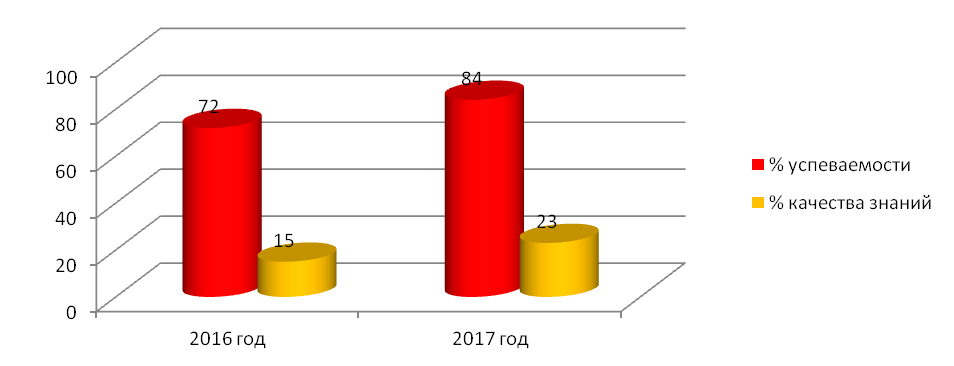 100
80
60
40
20
0
72
15
84
23
2016 год
2017 год
% успеваемости
% качества знаний